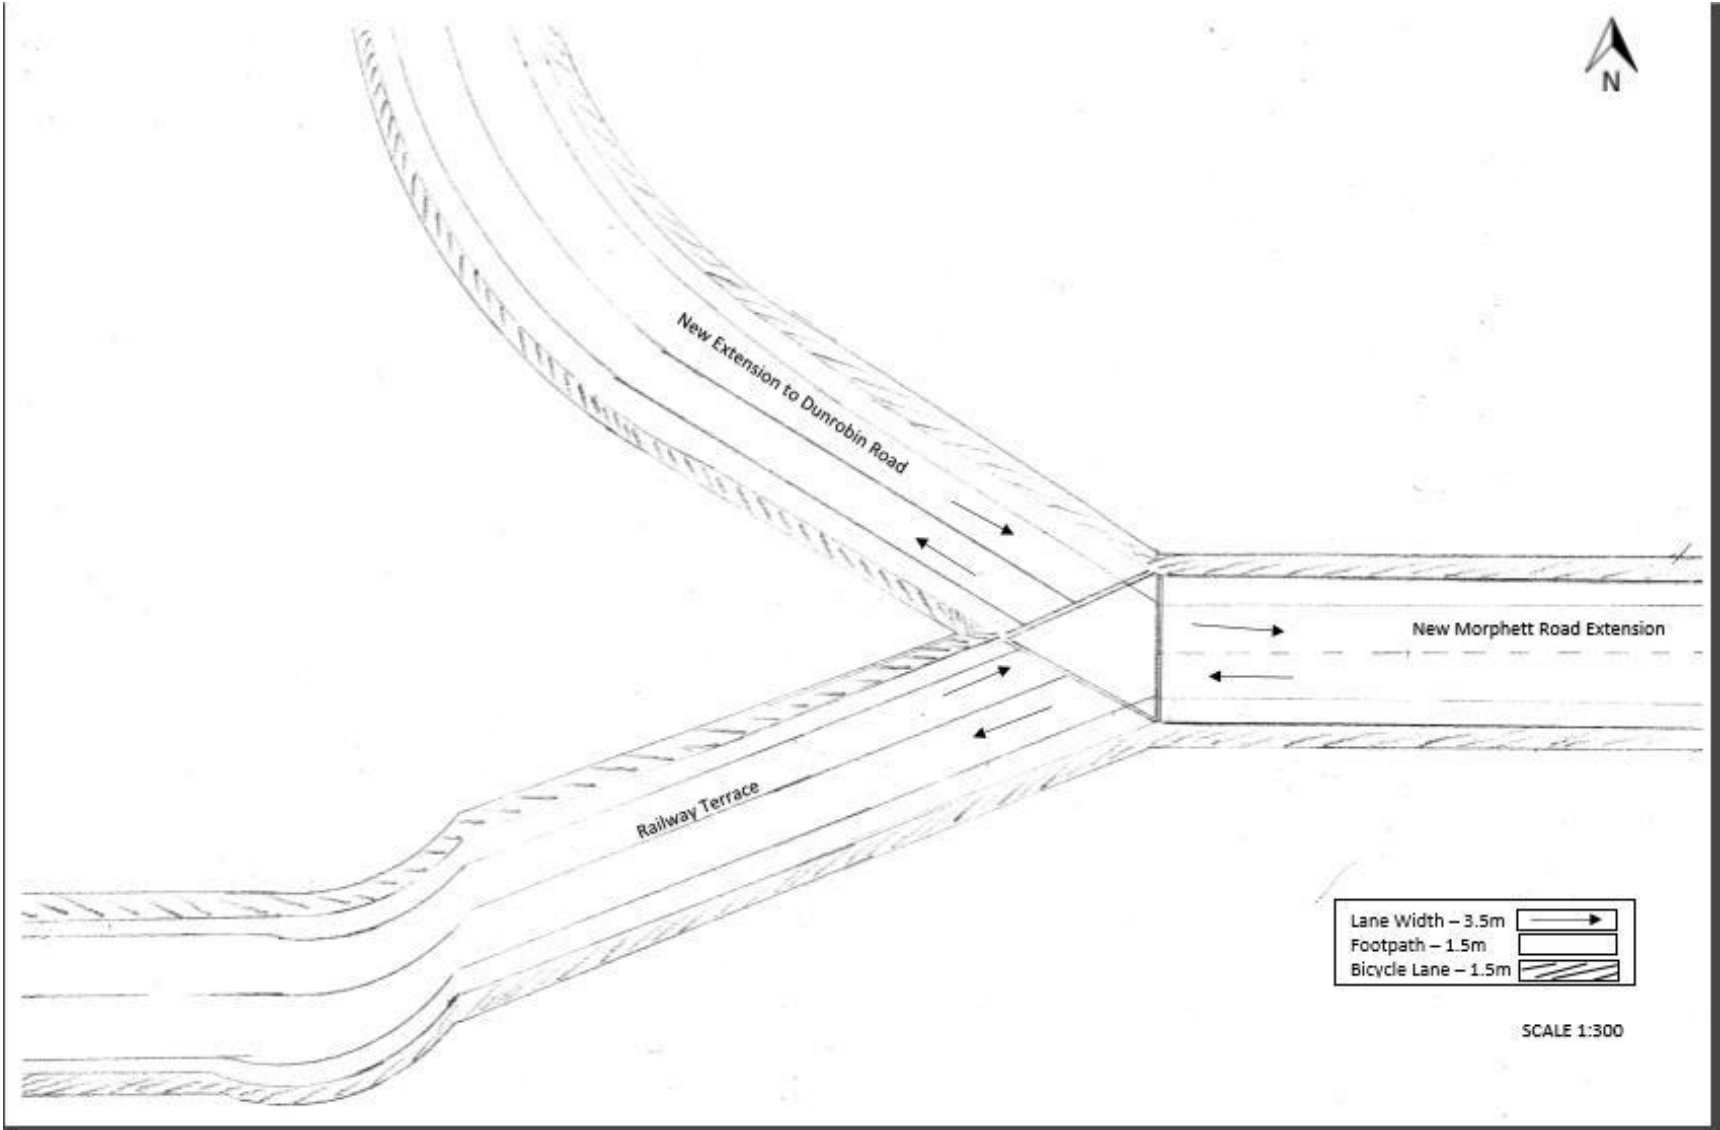 N
New Extension to Dunrobin Road
New Morphett Road Extension
Railway Terrace
Lane Width – 3.5m
Footpath – 1.5m
Bicycle Lane – 1.5m
SCALE 1:300